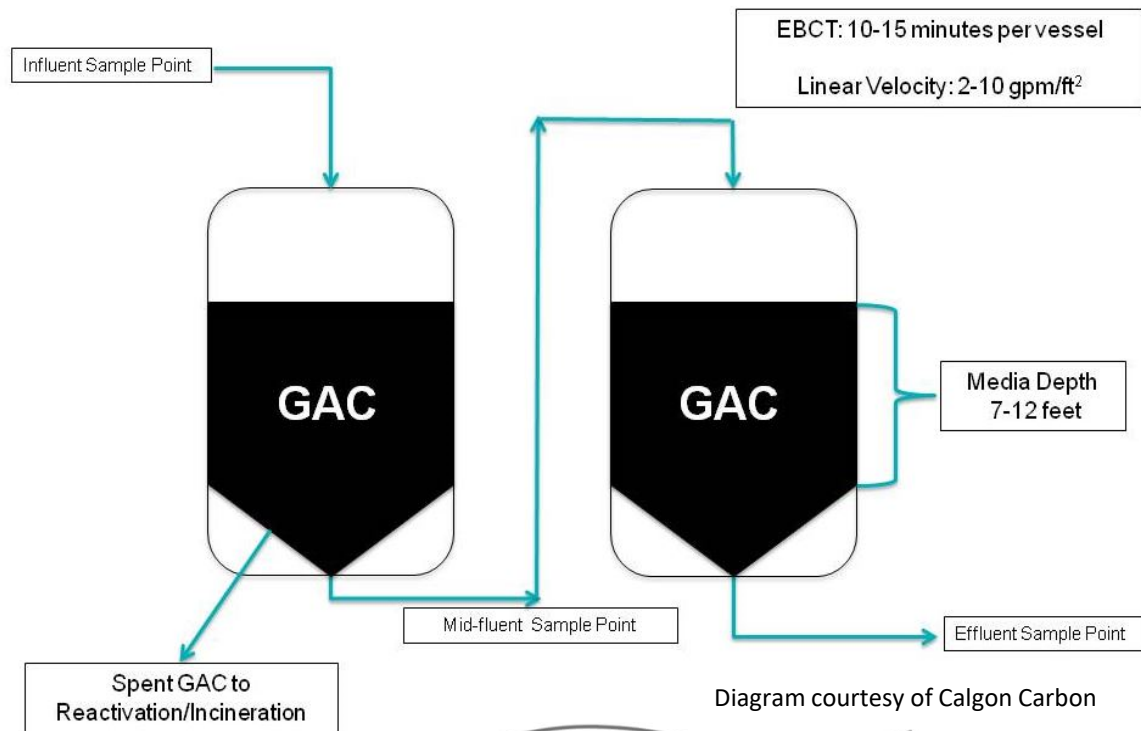 EBCT: 10-15 minutes per vessel
Linear Velocity: 2-10 gpm/ft²
Influent Sample Point
GAC
GAC
Media Depth
7-12 feet
Mid-fluent Sample Point
Effluent Sample Point
Spent GAC to
Reactivation/Incineration
Diagram courtesy of Calgon Carbon